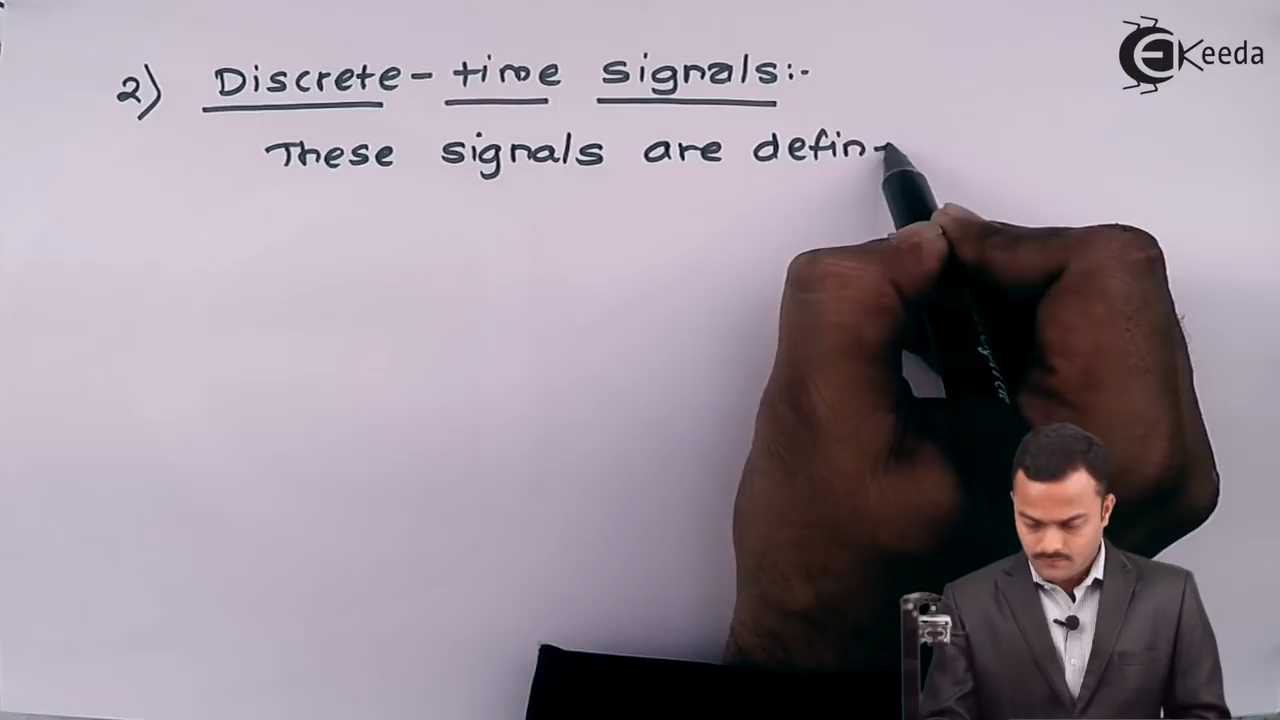 2) Discrete-time signals:-
These signals are defin
Keeda